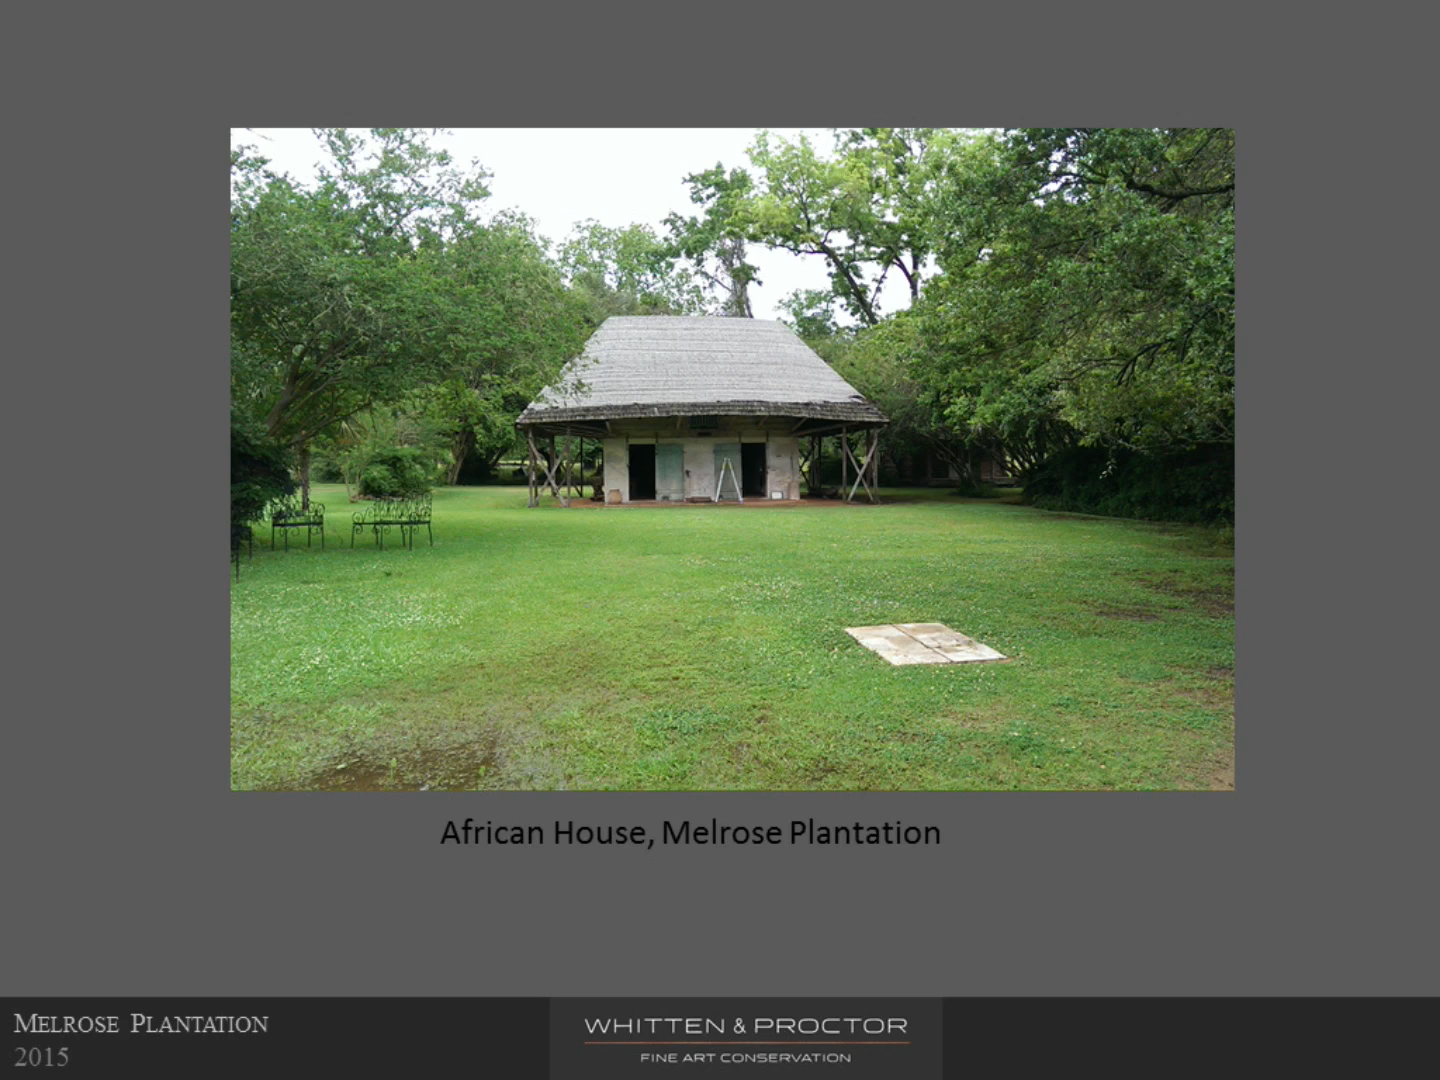 African House, Melrose Plantation
MELROSE PLANTATION
2015
WHITTEN & PROCTOR
FINE ART CONSERVATION